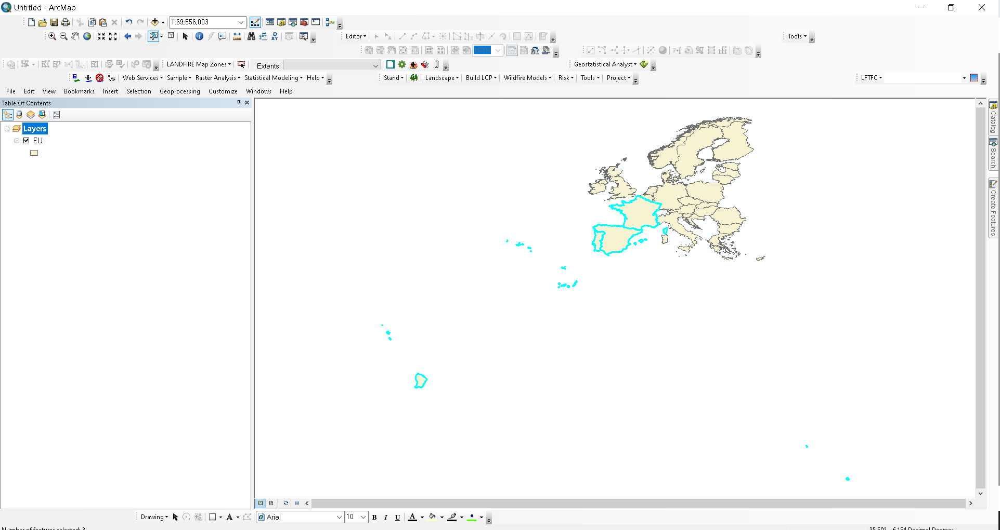 Untitled - ArcMap
1:69,556,003
Editor
Tools
100%
LANDFIRE Map Zones
Extents:
Geostatistical Analyst
Web Services Sample Raster Analysis Statistical Modeling Help
Stand Landscape Build LCP Wildfire Models Risk Tools Project
LFTFC
File Edit View Bookmarks Insert Selection Geoprocessing Customize Windows Help
Table Of Contents
Layers
EU
Catalog
Search
Create Features
Drawing
A
Arial
10
B I U A
Number of features selected: 3
35.502 -6.154 Decimal Degrees